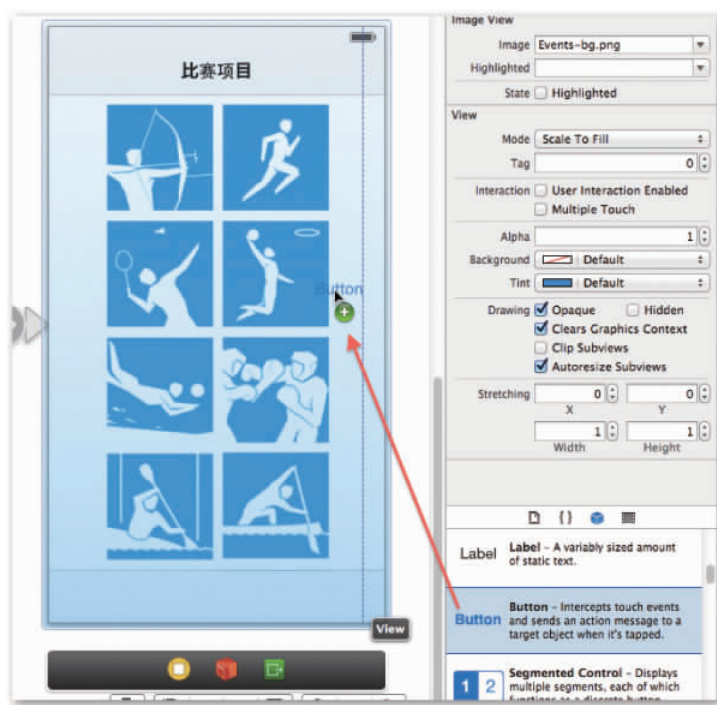 Image View
Image Events-bg.png
Highlighted
State Highlighted
View
Mode Scale To Fill
Tag 0
Interaction User Interaction Enabled
Multiple Touch
Alpha 1
Background Default
Tint Default
Drawing Opaque Hidden
Clears Graphics Context
Clip Subviews
Autoresize Subviews
Stretching 0 0
X Y
1 1
Width Height
比赛项目
Button
View
{}
Label Label – A variably sized amount
of static text.
Button Button – Intercepts touch events
and sends an action message to a
target object when it's tapped.
1 2 Segmented Control – Displays
multiple segments, each of which
functions as a discrete button.